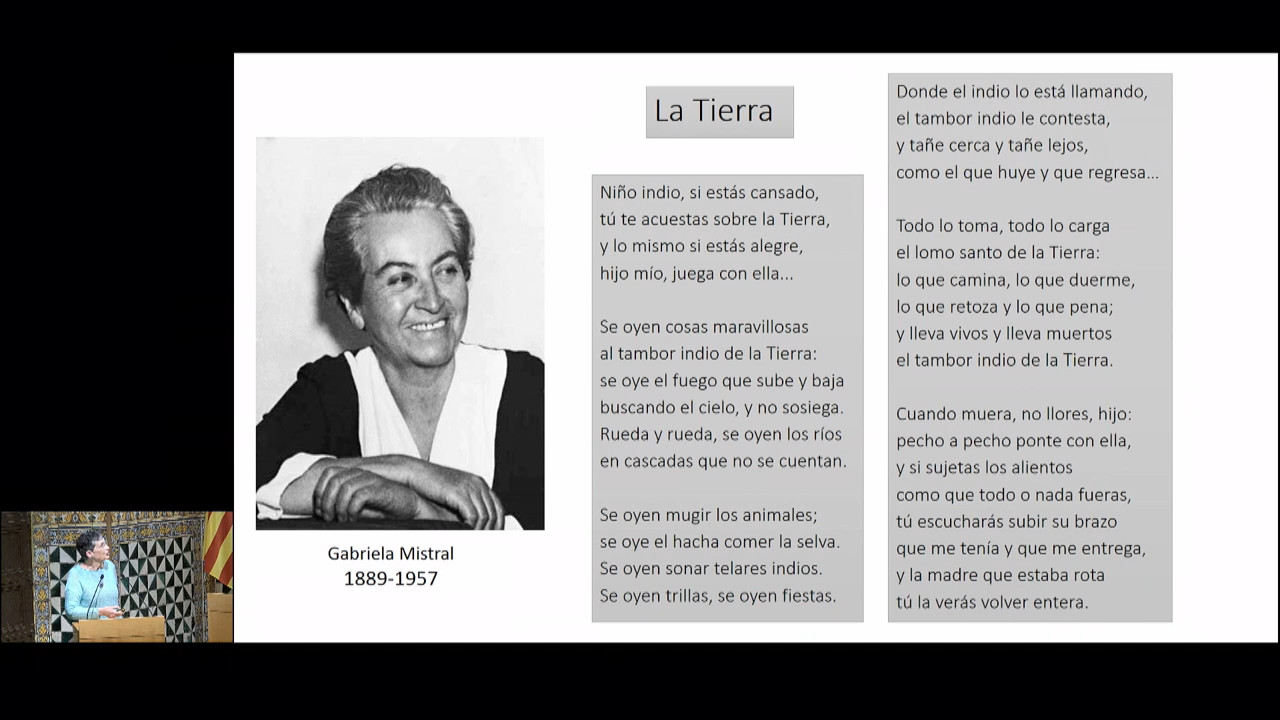 La Tierra
Niño indio, si estás cansado,
tú te acuestas sobre la Tierra,
y lo mismo si estás alegre,
hijo mío, juega con ella...
Se oyen cosas maravillosas
al tambor indio de la Tierra:
se oye el fuego que sube y baja
buscando el cielo, y no sosiega.
Rueda y rueda, se oyen los ríos
en cascadas que no se cuentan.
Se oyen mugir los animales;
se oye el hacha comer la selva.
Se oyen sonar telares indios.
Se oyen trillas, se oyen fiestas.
Donde el indio lo está llamando,
el tambor indio le contesta,
y tañe cerca y tañe lejos,
como el que huye y que regresa...
Todo lo toma, todo lo carga
el lomo santo de la Tierra:
lo que camina, lo que duerme,
lo que retoza y lo que pena;
y lleva vivos y lleva muertos
el tambor indio de la Tierra.
Cuando muera, no llores, hijo:
pecho a pecho ponte con ella,
y si sujetas los alientos
como que todo o nada fueras,
tú escucharás subir su brazo
que me tenía y que me entrega,
y la madre que estaba rota
tú la verás volver entera.
Gabriela Mistral
1889-1957